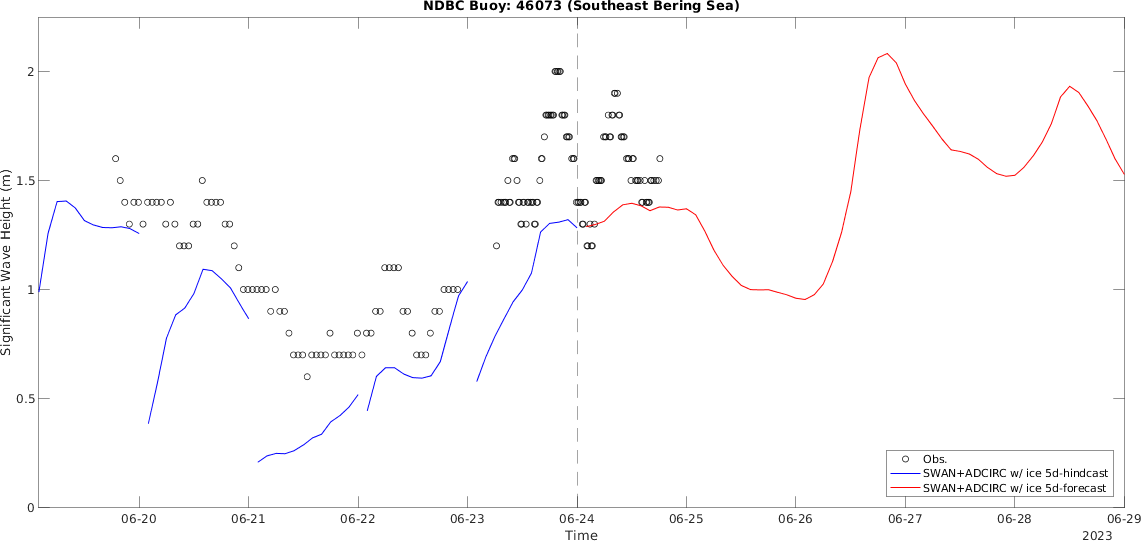 NDBC Buoy: 46073 (Southeast Bering Sea)
Significant Wave Height (m)
2
1.5
1
0.5
0
06-20 06-21 06-22 06-23 06-24 06-25 06-26 06-27 06-28 06-29
Time
2023
Obs.
SWAN+ADCIRC w/ ice 5d-hindcast
SWAN+ADCIRC w/ ice 5d-forecast